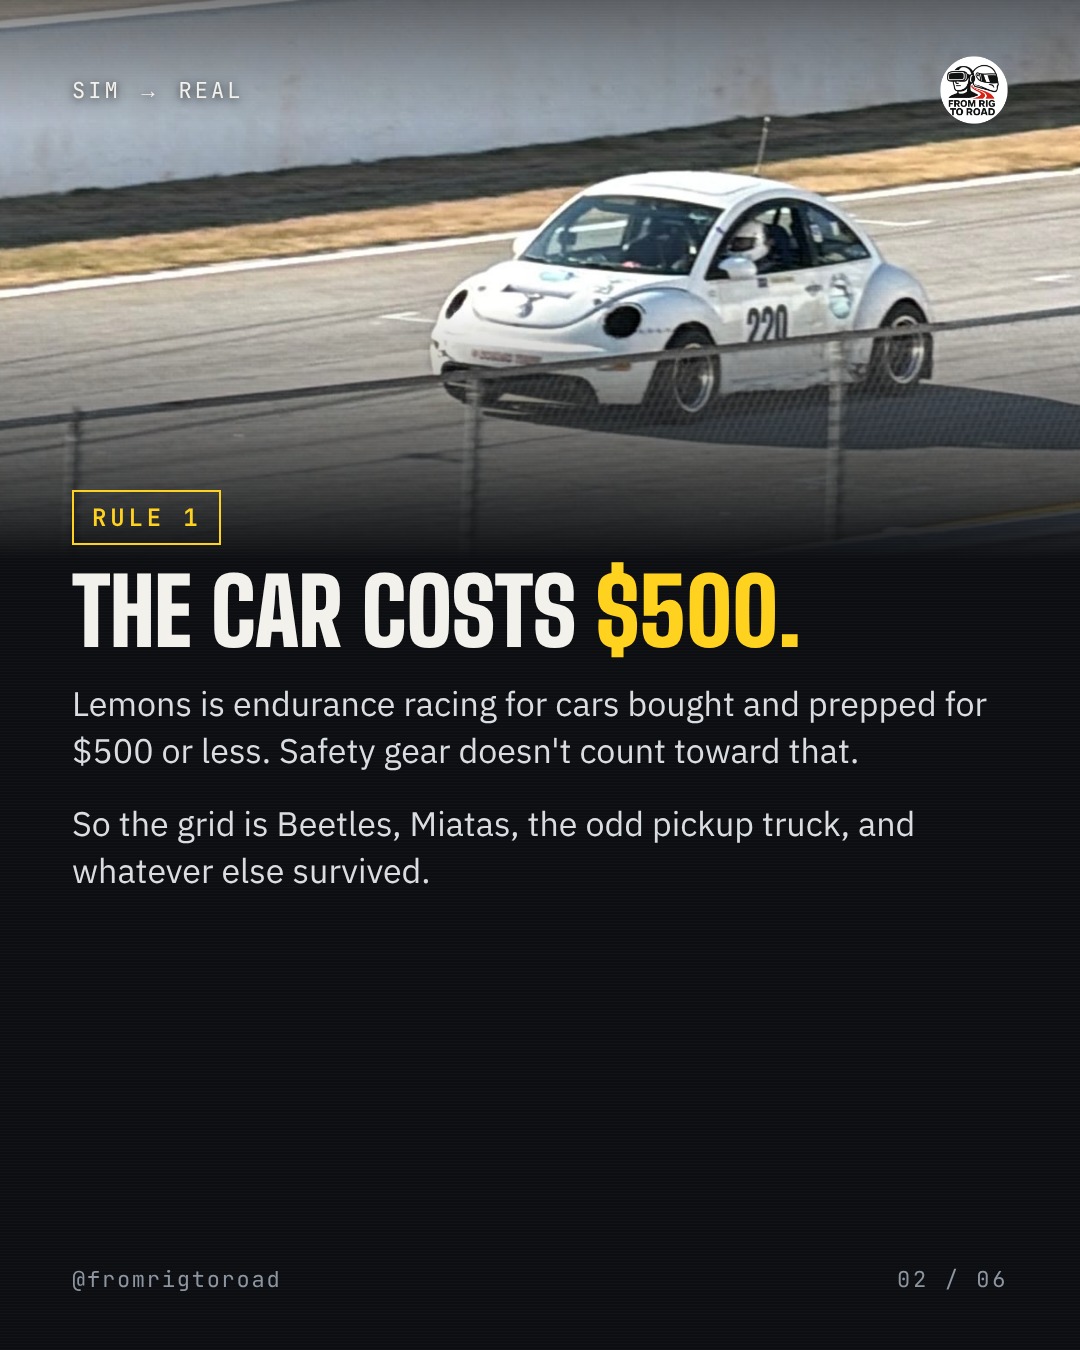 SIM → REAL
FROM RIG
TO ROAD
220
RULE 1
THE CAR COSTS $500.
Lemons is endurance racing for cars bought and prepped for
$500 or less. Safety gear doesn't count toward that.
So the grid is Beetles, Miatas, the odd pickup truck, and
whatever else survived.
@fromrigtoroad
02 / 06